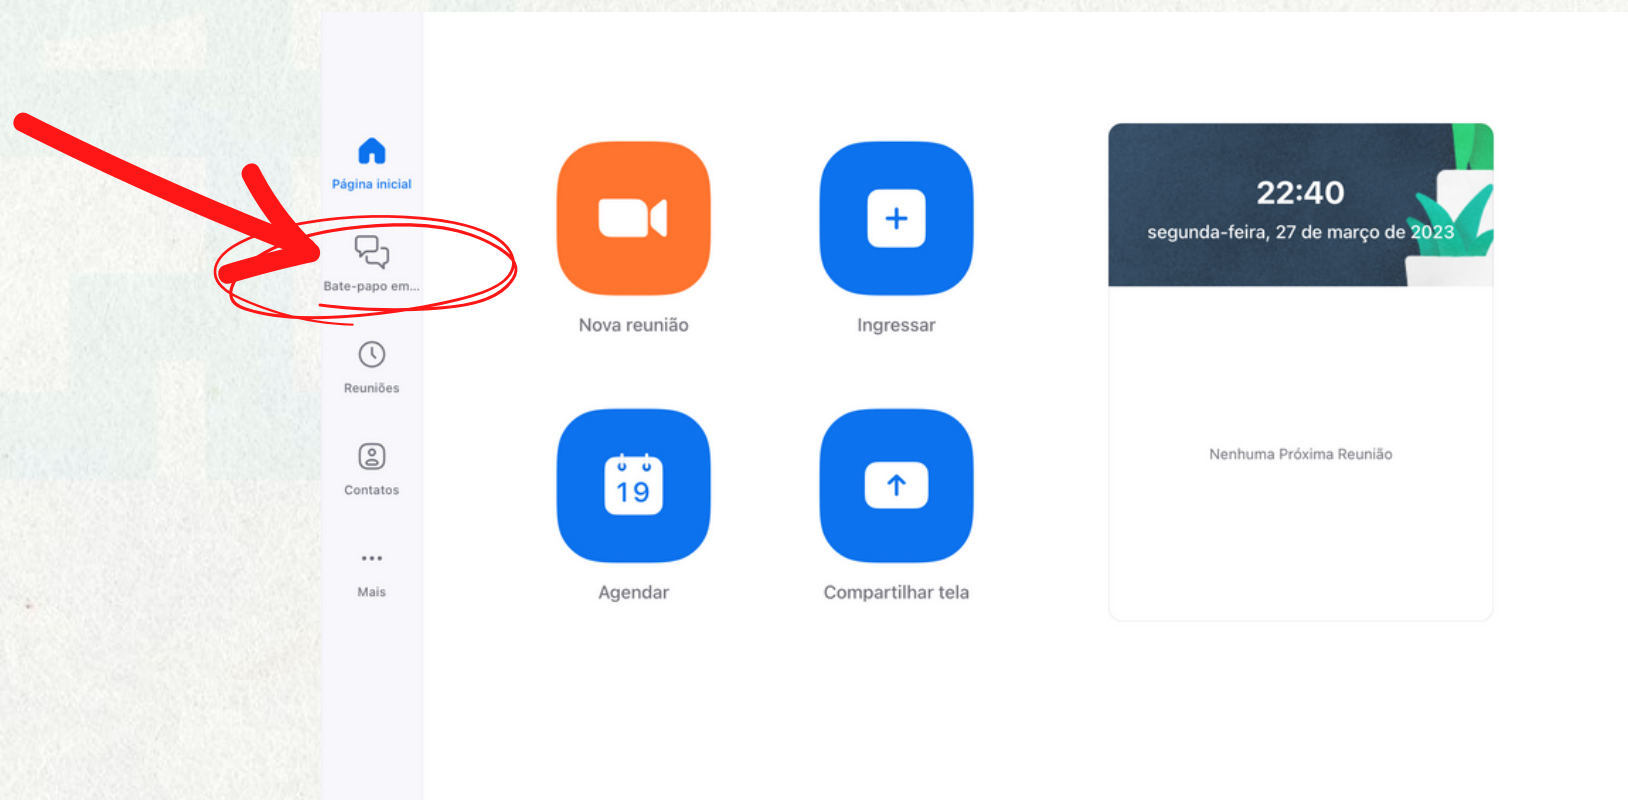 Página inicial
Bate-papo em...
Reuniões
Contatos
Mais
Nova reunião
Ingressar
19
Agendar
Compartilhar tela
22:40
segunda-feira, 27 de março de 2023
Nenhuma Próxima Reunião